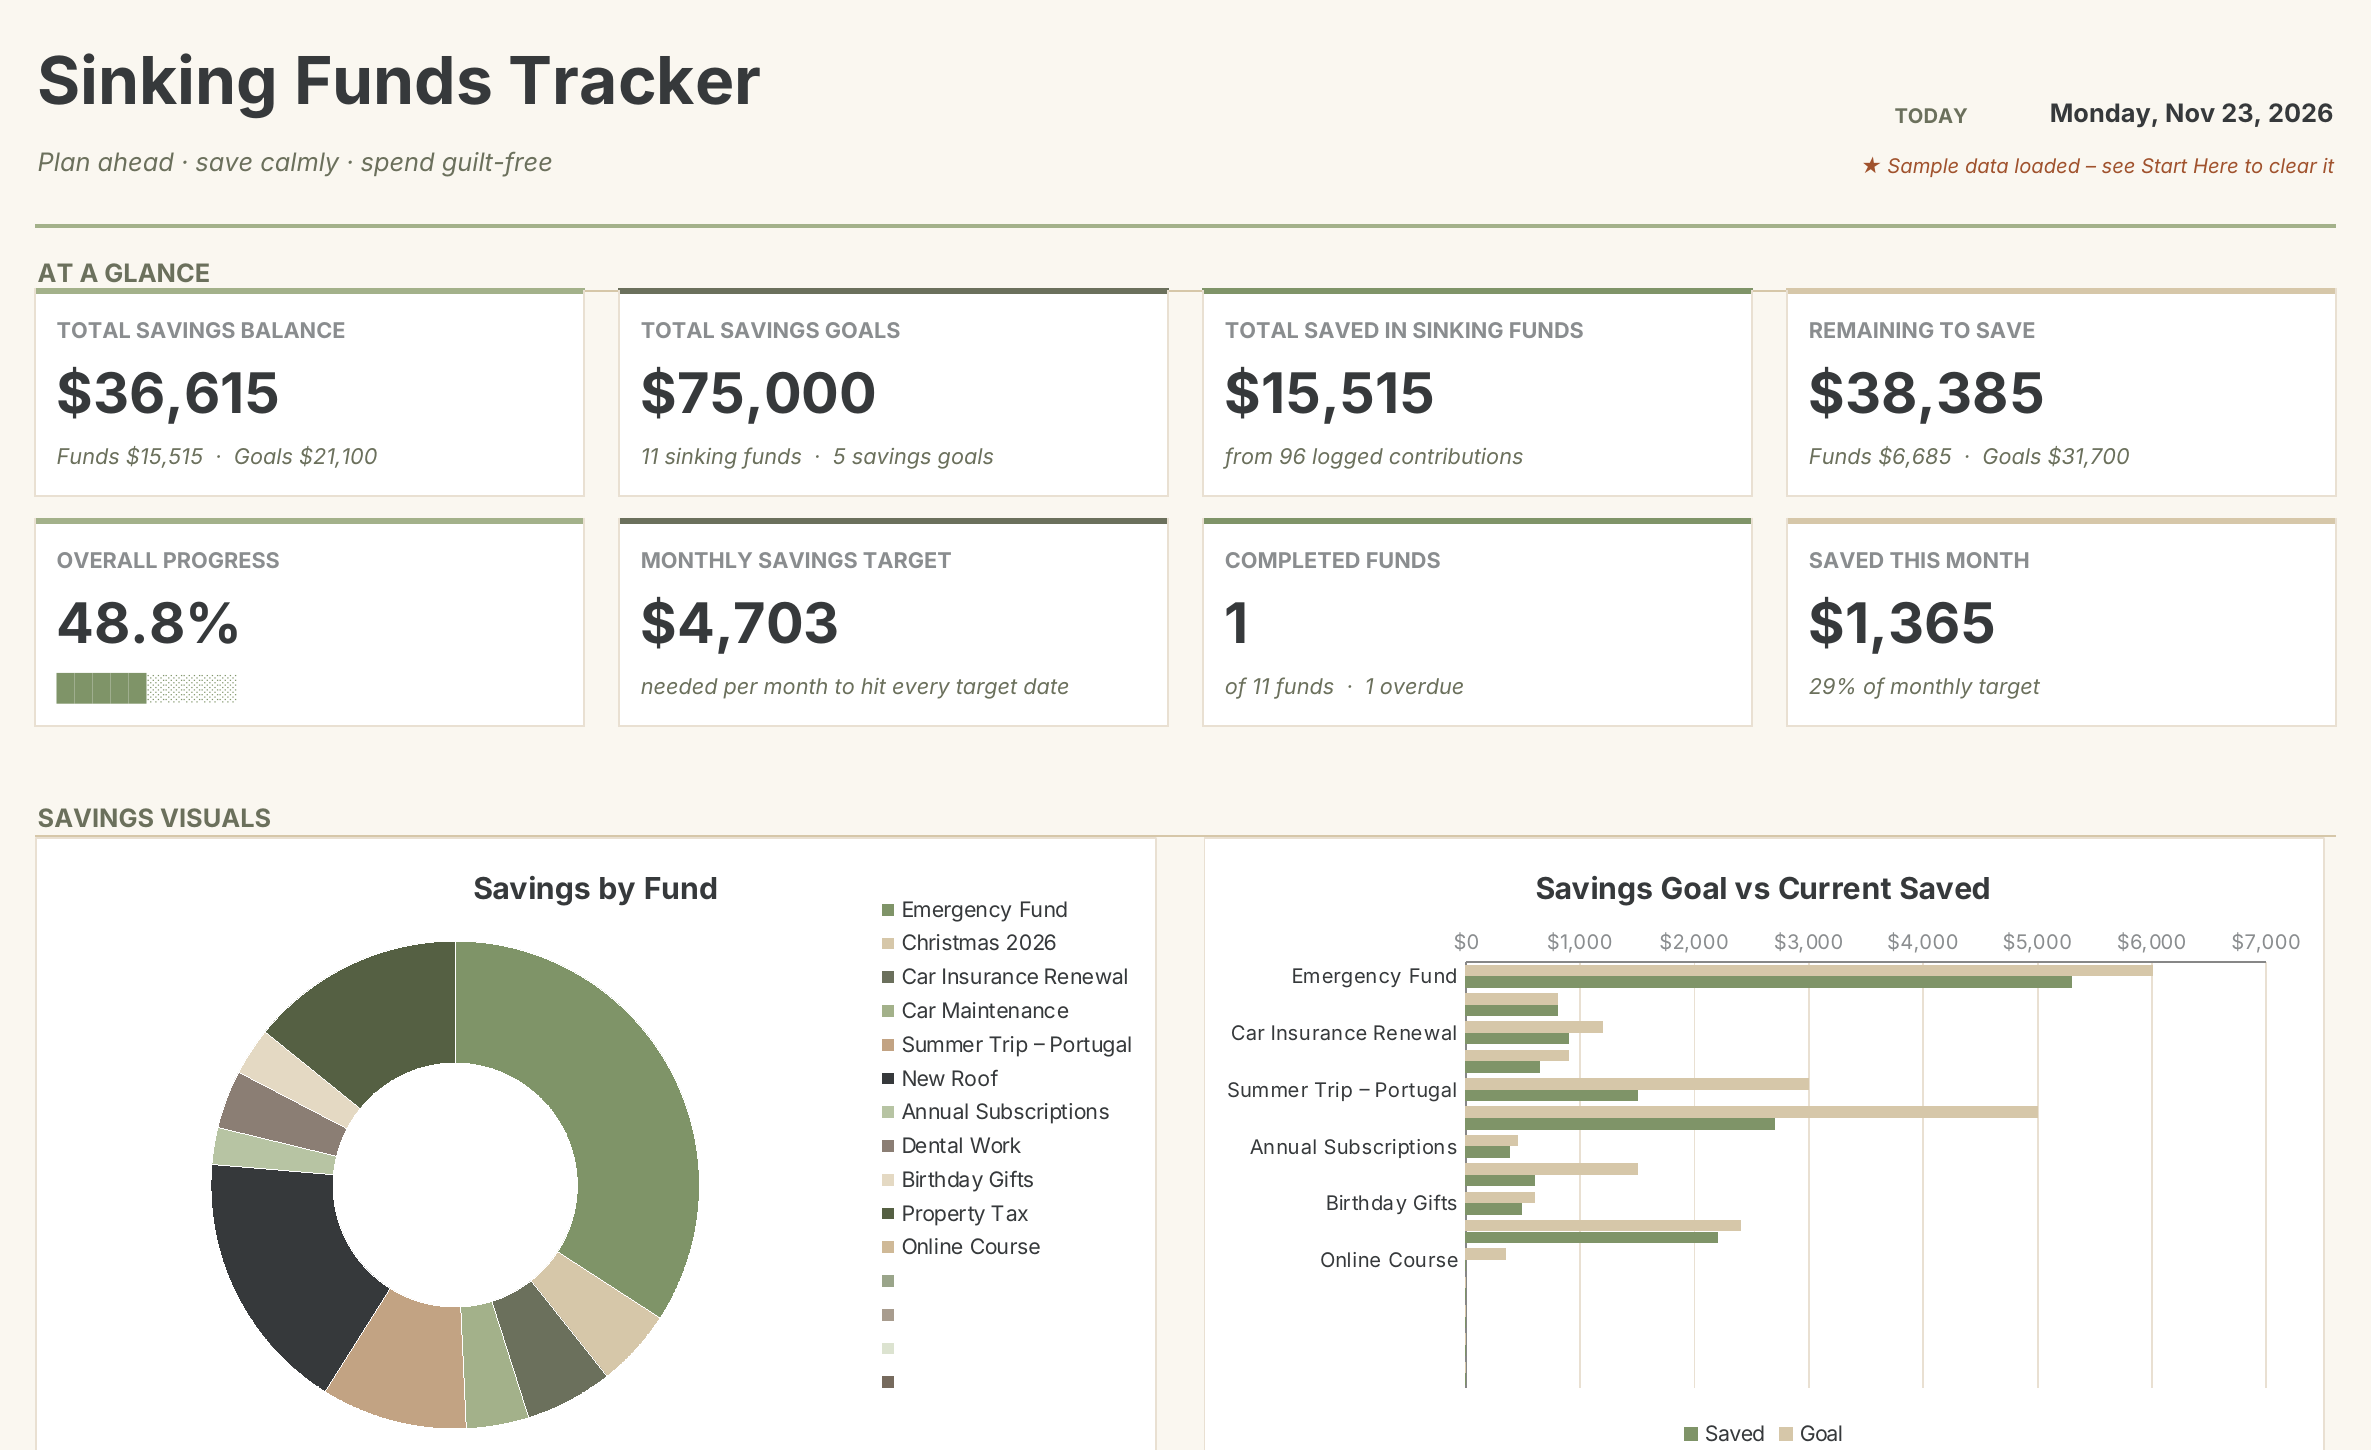 Sinking Funds Tracker
Plan ahead · save calmly · spend guilt-free
TODAY Monday, Nov 23, 2026
★ Sample data loaded – see Start Here to clear it
AT A GLANCE
TOTAL SAVINGS BALANCE
$36,615
Funds $15,515 · Goals $21,100
TOTAL SAVINGS GOALS
$75,000
11 sinking funds · 5 savings goals
TOTAL SAVED IN SINKING FUNDS
$15,515
from 96 logged contributions
REMAINING TO SAVE
$38,385
Funds $6,685 · Goals $31,700
OVERALL PROGRESS
48.8%
MONTHLY SAVINGS TARGET
$4,703
needed per month to hit every target date
COMPLETED FUNDS
1
of 11 funds · 1 overdue
SAVED THIS MONTH
$1,365
29% of monthly target
SAVINGS VISUALS
Savings by Fund
Emergency Fund
Christmas 2026
Car Insurance Renewal
Car Maintenance
Summer Trip – Portugal
New Roof
Annual Subscriptions
Dental Work
Birthday Gifts
Property Tax
Online Course
Savings Goal vs Current Saved
$0 $1,000 $2,000 $3,000 $4,000 $5,000 $6,000 $7,000
Emergency Fund
Car Insurance Renewal
Summer Trip – Portugal
Annual Subscriptions
Birthday Gifts
Online Course
Saved Goal